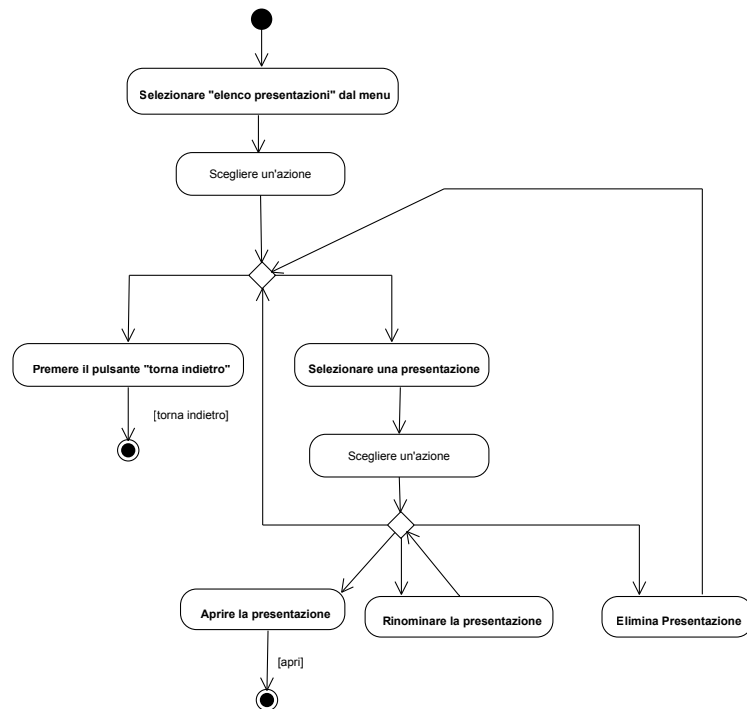 Selezionare "elenco presentazioni" dal menu
Scegliere un'azione
Premere il pulsante "torna indietro"
Selezionare una presentazione
[torna indietro]
Scegliere un'azione
Aprire la presentazione
Rinominare la presentazione
Elimina Presentazione
[apri]